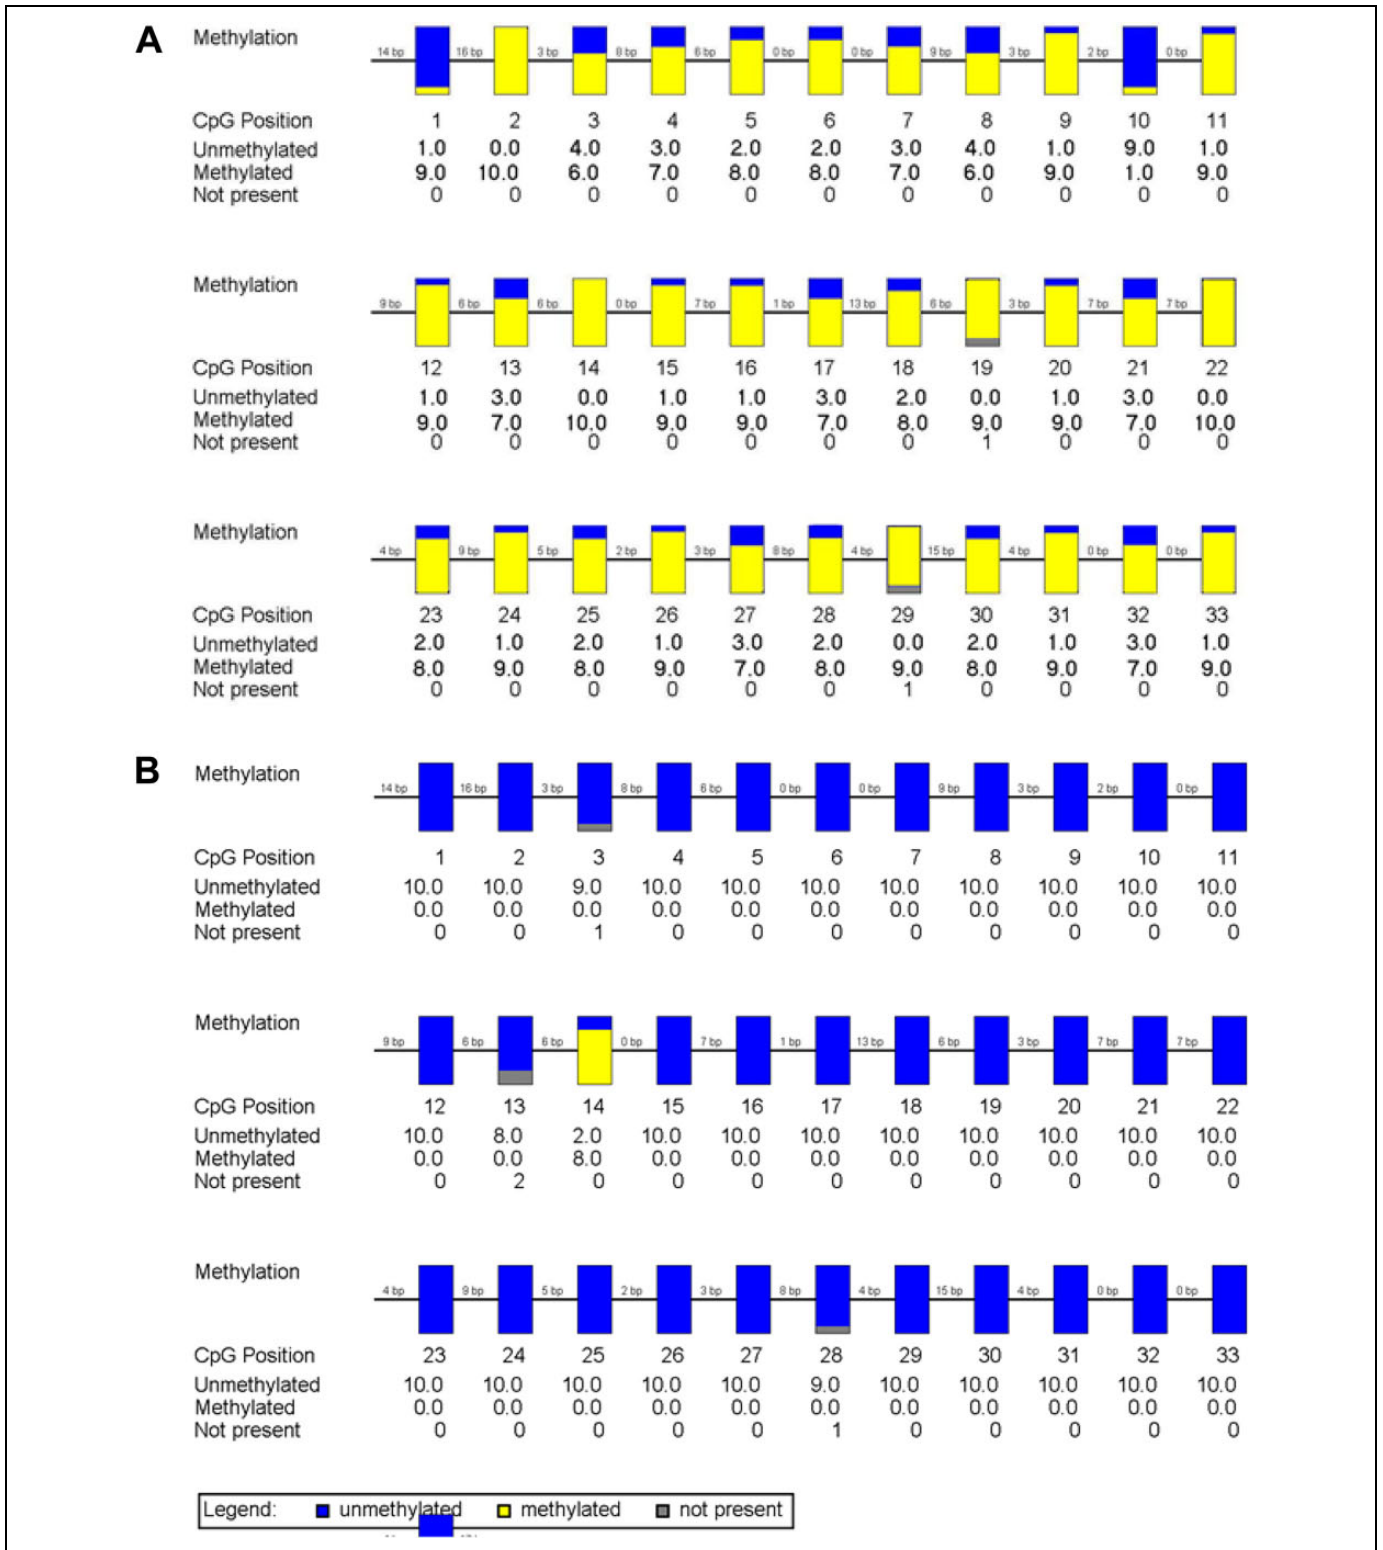 A Methylation
14 bp 16 bp 3 bp 8 bp 6 bp 0 bp 0 bp 9 bp 3 bp 2 bp 0 bp
CpG Position 1 2 3 4 5 6 7 8 9 10 11
Unmethylated 1.0 0.0 4.0 3.0 2.0 2.0 3.0 4.0 1.0 9.0 1.0
Methylated 9.0 10.0 6.0 7.0 8.0 8.0 7.0 6.0 9.0 1.0 9.0
Not present 0 0 0 0 0 0 0 0 0 0 0
Methylation
9 bp 6 bp 6 bp 0 bp 7 bp 1 bp 13 bp 6 bp 3 bp 7 bp 7 bp
CpG Position 12 13 14 15 16 17 18 19 20 21 22
Unmethylated 1.0 3.0 0.0 1.0 1.0 3.0 2.0 0.0 1.0 3.0 0.0
Methylated 9.0 7.0 10.0 9.0 9.0 7.0 8.0 9.0 9.0 7.0 10.0
Not present 0 0 0 0 0 0 0 1 0 0 0
Methylation
4 bp 9 bp 5 bp 2 bp 3 bp 8 bp 4 bp 15 bp 4 bp 0 bp 0 bp
CpG Position 23 24 25 26 27 28 29 30 31 32 33
Unmethylated 2.0 1.0 2.0 1.0 3.0 2.0 0.0 2.0 1.0 3.0 1.0
Methylated 8.0 9.0 8.0 9.0 7.0 8.0 9.0 8.0 9.0 7.0 9.0
Not present 0 0 0 0 0 0 1 0 0 0 0
B Methylation
14 bp 16 bp 3 bp 8 bp 6 bp 0 bp 0 bp 9 bp 3 bp 2 bp 0 bp
CpG Position 1 2 3 4 5 6 7 8 9 10 11
Unmethylated 10.0 10.0 9.0 10.0 10.0 10.0 10.0 10.0 10.0 10.0 10.0
Methylated 0.0 0.0 0.0 0.0 0.0 0.0 0.0 0.0 0.0 0.0 0.0
Not present 0 0 1 0 0 0 0 0 0 0 0
Methylation
9 bp 6 bp 6 bp 0 bp 7 bp 1 bp 13 bp 6 bp 3 bp 7 bp 7 bp
CpG Position 12 13 14 15 16 17 18 19 20 21 22
Unmethylated 10.0 8.0 2.0 10.0 10.0 10.0 10.0 10.0 10.0 10.0 10.0
Methylated 0.0 0.0 8.0 0.0 0.0 0.0 0.0 0.0 0.0 0.0 0.0
Not present 0 2 0 0 0 0 0 0 0 0 0
Methylation
4 bp 9 bp 5 bp 2 bp 3 bp 8 bp 4 bp 15 bp 4 bp 0 bp 0 bp
CpG Position 23 24 25 26 27 28 29 30 31 32 33
Unmethylated 10.0 10.0 10.0 10.0 10.0 9.0 10.0 10.0 10.0 10.0 10.0
Methylated 0.0 0.0 0.0 0.0 0.0 0.0 0.0 0.0 0.0 0.0 0.0
Not present 0 0 0 0 0 1 0 0 0 0 0
Legend: unmethylated methylated not present